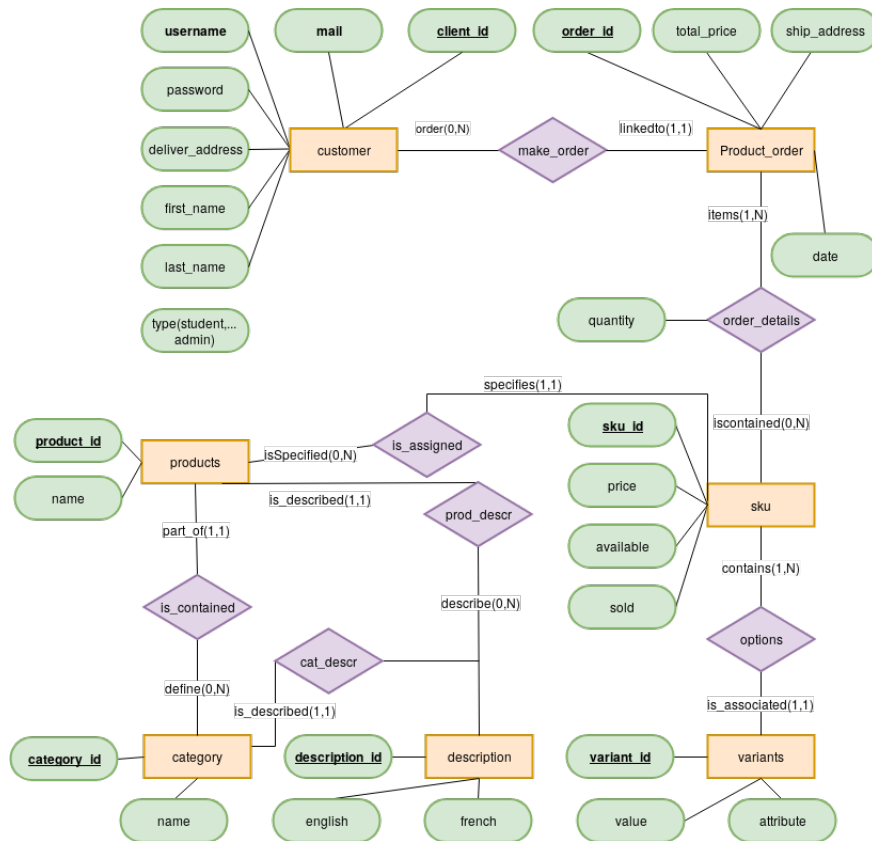 username
mail
client_id
order_id
total_price
ship_address
password
order(0,N)
linkedto(1,1)
deliver_address
customer
make_order
Product_order
first_name
items(1,N)
last_name
date
type(student,...
admin)
quantity
order_details
specifies(1,1)
product_id
products
isSpecified(0,N)
is_assigned
sku_id
iscontained(0,N)
name
is_described(1,1)
price
sku
part_of(1,1)
prod_descr
available
contains(1,N)
is_contained
describe(0,N)
sold
options
cat_descr
define(0,N)
is_described(1,1)
is_associated(1,1)
category_id
category
description_id
description
variant_id
variants
name
english
french
value
attribute